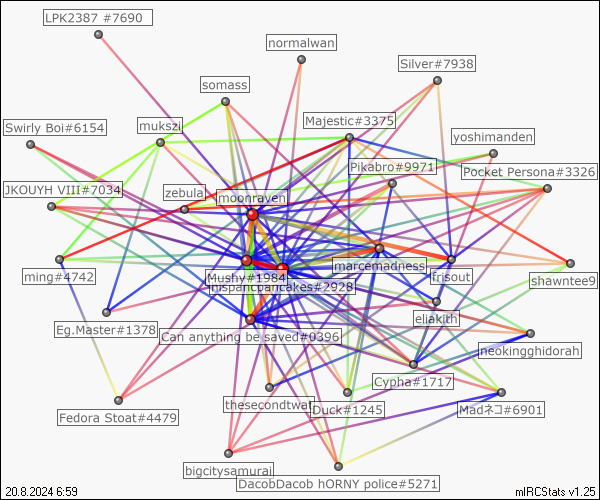 LPK2387 #7690
normalwan
Silver#7938
somass
Majestic#3375
mukszi
Swirly Boi#6154
yoshimanden
Pikabro#9971
Pocket Persona#3326
JKOUYH VIII#7034
zebula
moonraven
marcemadness
frisout
ming#4742
Mushy#1984
shawntee9
eliakith
Eg.Master#1378
Can anything be saved#0396
neokingghidorah
Cypha#1717
thesecondtwat
Duck#1245
Madネコ#6901
Fedora Stoat#4479
bigcitysamurai
DacobDacob hORNY police#5271
20.8.2024 6:59
mIRCStats v1.25